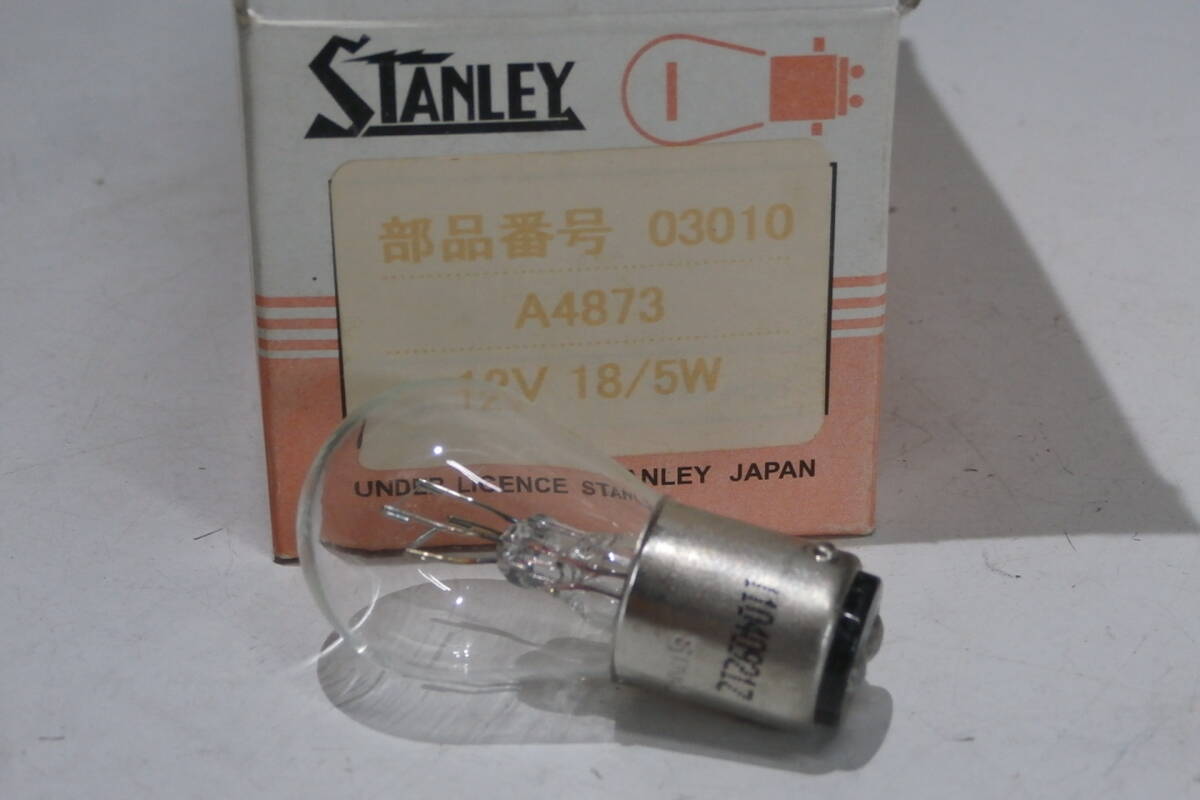 STANLEY
部品番号 03010
A4873
12V 18/5W
UNDER LICENCE STANLEY JAPAN